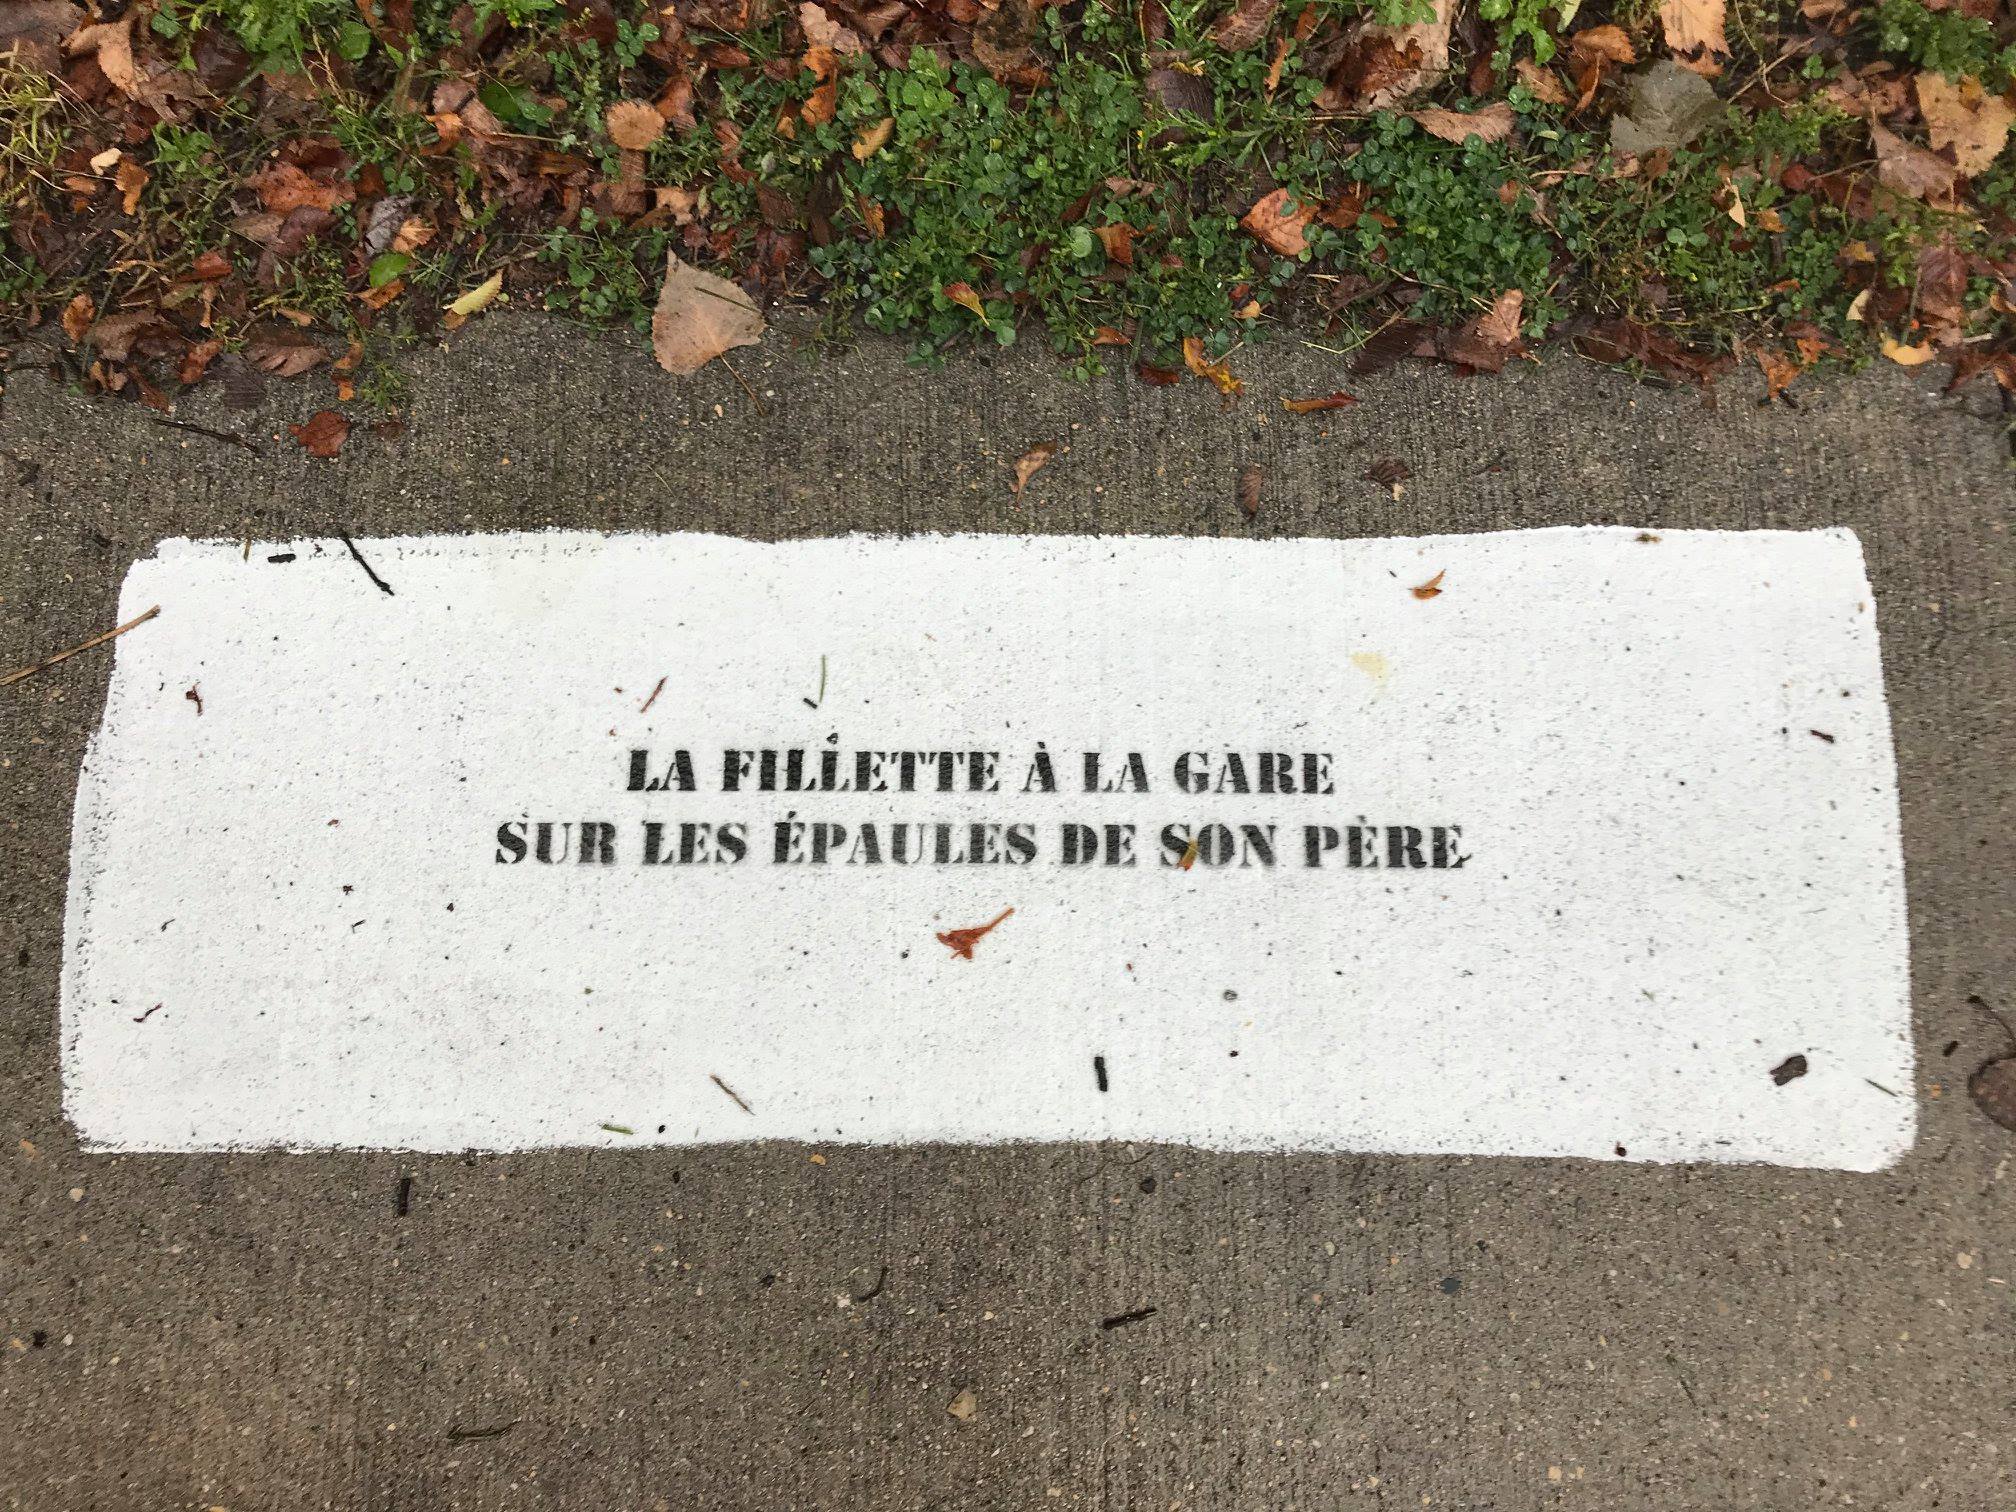 LA FILLETTE À LA GARE
SUR LES ÉPAULES DE SON PÈRE